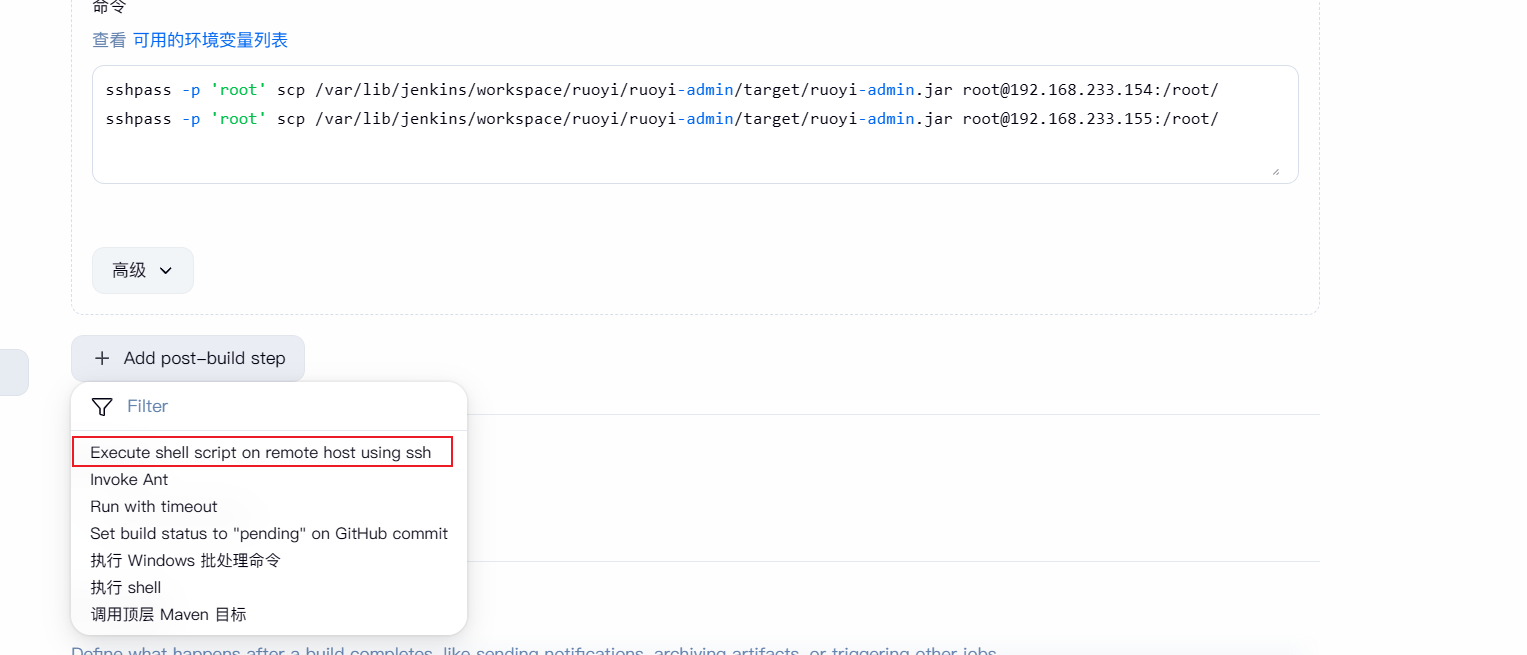 命令
查看 可用的环境变量列表
sshpass -p 'root' scp /var/lib/jenkins/workspace/ruoyi/ruoyi-admin/target/ruoyi-admin.jar root@192.168.233.154:/root/
sshpass -p 'root' scp /var/lib/jenkins/workspace/ruoyi/ruoyi-admin/target/ruoyi-admin.jar root@192.168.233.155:/root/
高级
Add post-build step
Filter
Execute shell script on remote host using ssh
Invoke Ant
Run with timeout
Set build status to "pending" on GitHub commit
执行 Windows 批处理命令
执行 shell
调用顶层 Maven 目标
Define what happens after a build completes, like sending notifications, archiving artifacts, or triggering other jobs.